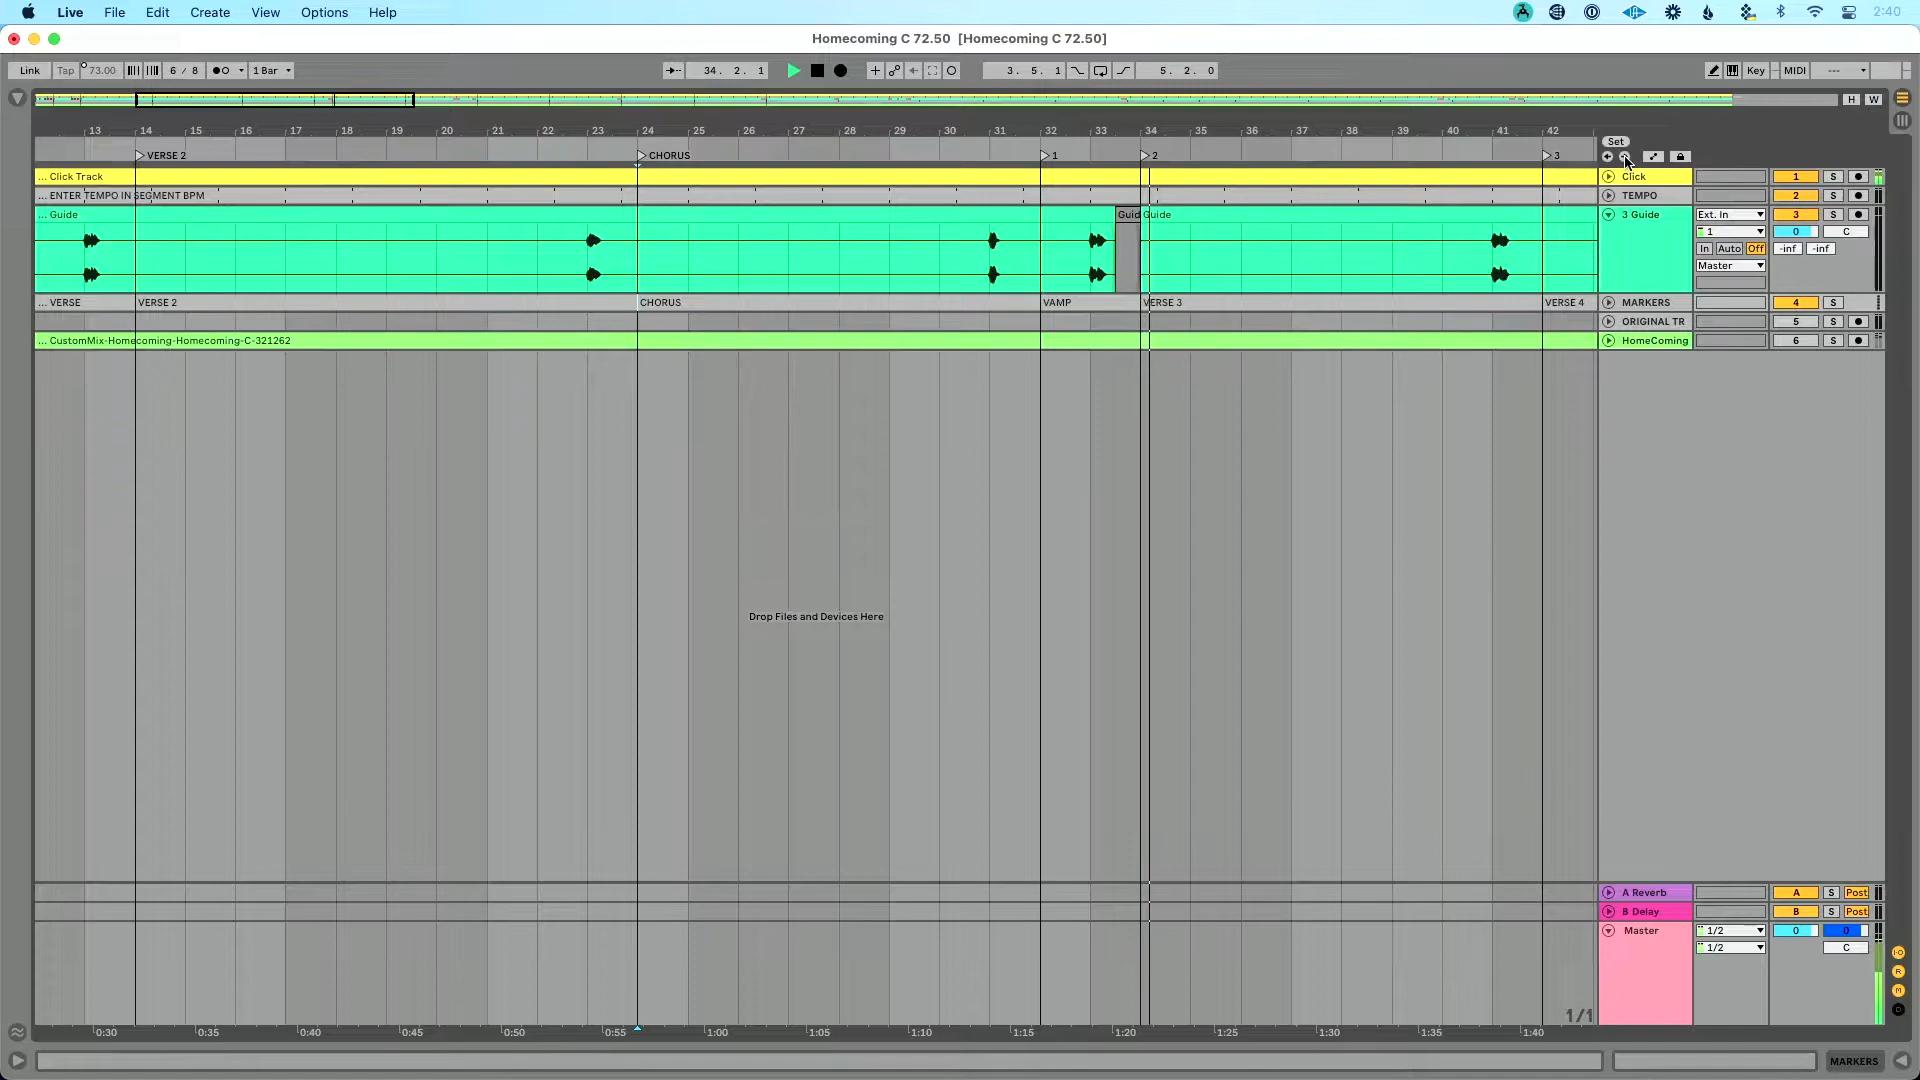 Live File Edit Create View Options Help 2:40
Homecoming C 72.50 [Homecoming C 72.50]
Link Tap 73.00 6 / 8 1 Bar 34. 2. 1 3. 5. 1 5. 2. 0 Key MIDI ---
H W
13 14 15 16 17 18 19 20 21 22 23 24 25 26 27 28 29 30 31 32 33 34 35 36 37 38 39 40 41 42
Set
VERSE 2 CHORUS 1 2 3
... Click Track Click 1 S
... ENTER TEMPO IN SEGMENT BPM TEMPO 2 S
... Guide Guid Guide 3 Guide Ext. In 3 S
1 0 C
In Auto Off -inf -inf
Master
... VERSE VERSE 2 CHORUS VAMP VERSE 3 VERSE 4 MARKERS 4 S
ORIGINAL TR 5 S
... CustomMix-Homecoming-Homecoming-C-321262 HomeComing 6 S
Drop Files and Devices Here
A Reverb A S Post
B Delay B S Post
Master 1/2 0 0
1/2 C
I-O
R
M
D
1/1
0:30 0:35 0:40 0:45 0:50 0:55 1:00 1:05 1:10 1:15 1:20 1:25 1:30 1:35 1:40
MARKERS